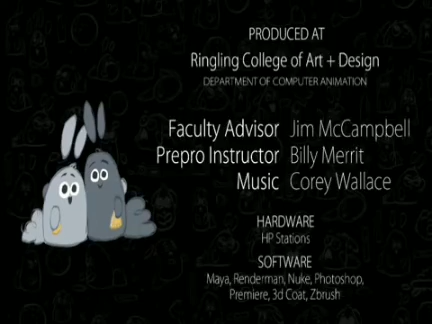 PRODUCED AT
Ringling College of Art + Design
DEPARTMENT OF COMPUTER ANIMATION
Faculty Advisor Jim McCampbell
Prepro Instructor Billy Merrit
Music Corey Wallace
HARDWARE
HP Stations
SOFTWARE
Maya, Renderman, Nuke, Photoshop,
Premiere, 3d Coat, Zbrush